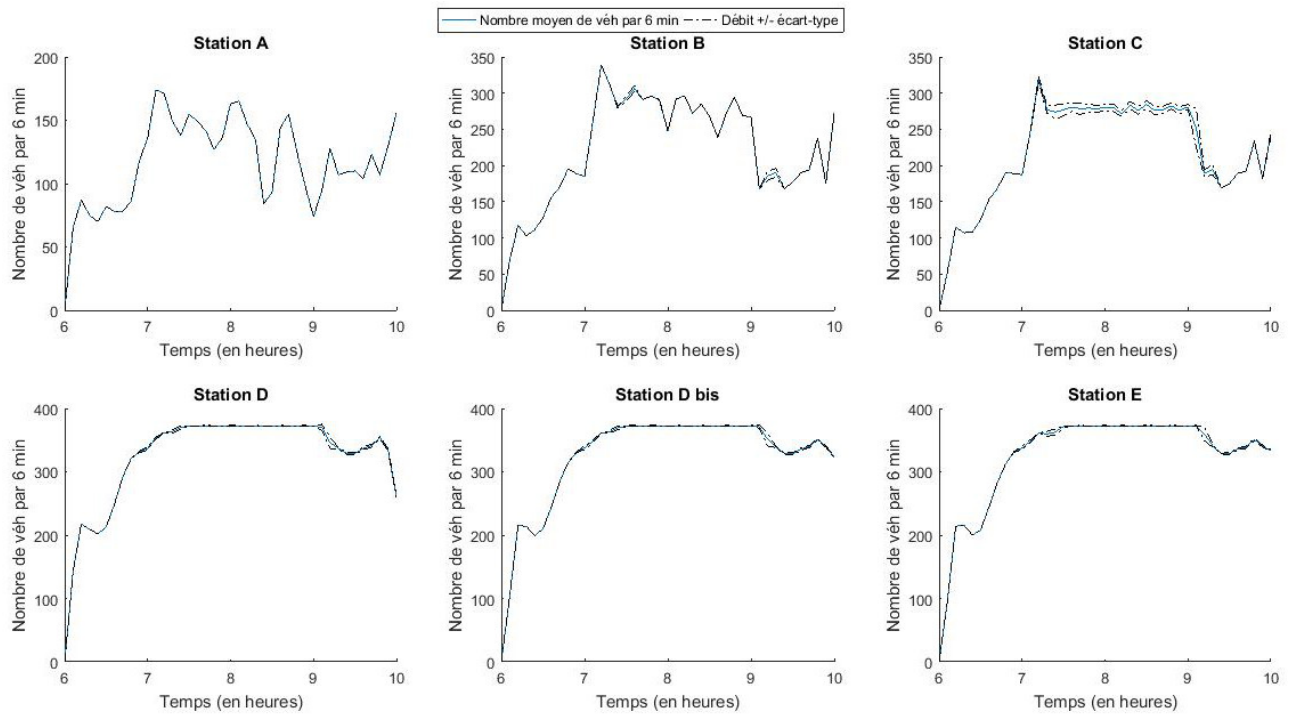 Nombre moyen de véh par 6 min Débit +/- écart-type
Station A
Nombre de véh par 6 min
200
150
100
50
0
6 7 8 9 10
Temps (en heures)
Station B
Nombre de véh par 6 min
350
300
250
200
150
100
50
0
6 7 8 9 10
Temps (en heures)
Station C
Nombre de véh par 6 min
350
300
250
200
150
100
50
0
6 7 8 9 10
Temps (en heures)
Station D
Nombre de véh par 6 min
400
300
200
100
0
6 7 8 9 10
Temps (en heures)
Station D bis
Nombre de véh par 6 min
400
300
200
100
0
6 7 8 9 10
Temps (en heures)
Station E
Nombre de véh par 6 min
400
300
200
100
0
6 7 8 9 10
Temps (en heures)